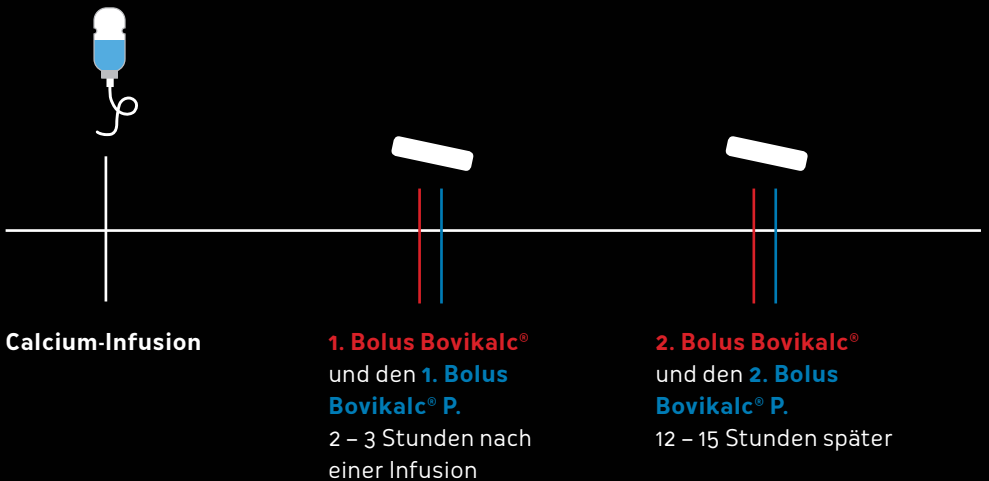 Calcium-Infusion
1. Bolus Bovikalc®
und den 1. Bolus
Bovikalc® P.
2 – 3 Stunden nach
einer Infusion
2. Bolus Bovikalc®
und den 2. Bolus
Bovikalc® P.
12 – 15 Stunden später